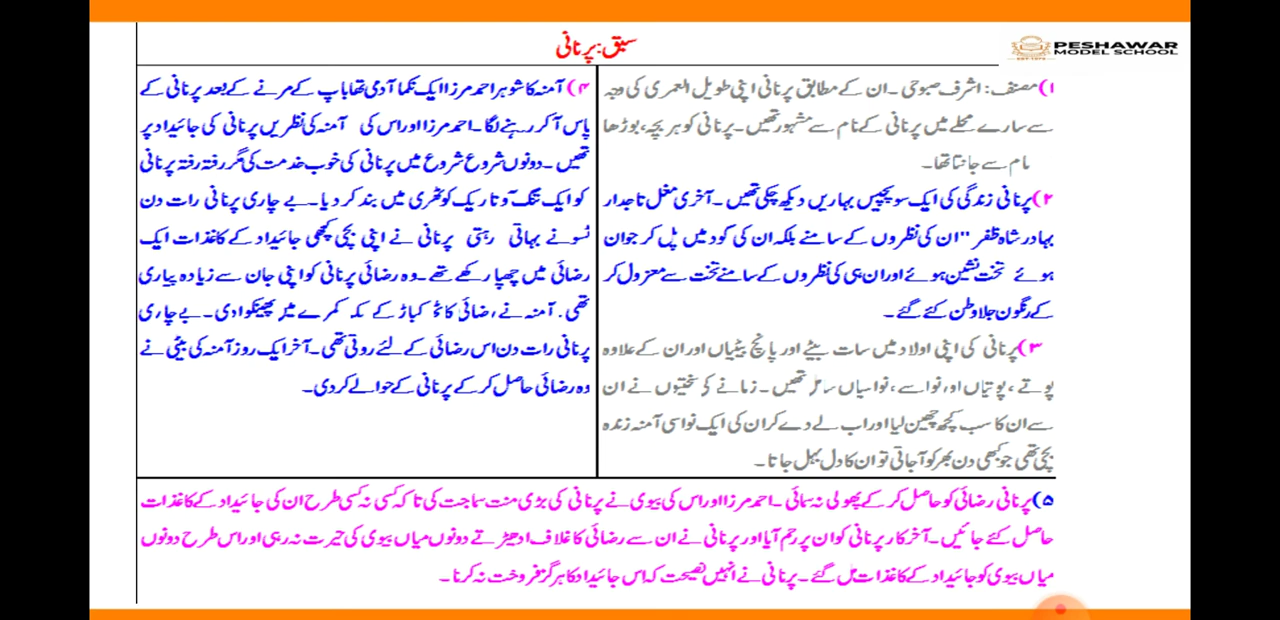 سبق: پرنانی
PESHAWAR
MODEL SCHOOL
۱) مصنف: اشرف صبوحی۔ ان کے مطابق پرنانی اپنی طویل العمری کی وجہ
سے سارے محلے میں پرنانی کے نام سے مشہور تھیں۔ پرنانی کو ہر بچہ، بوڑھا
مام سے جانتا تھا۔
۲) پرنانی زندگی کی ایک سو پچیس بہاریں دیکھ چکی تھیں۔ آخری مغل تاجدار
بہادر شاہ ظفر "ان کی نظروں کے سامنے بلکہ ان کی گود میں پل کر جوان
ہوئے تخت نشین ہوئے اور ان ہی کی نظروں کے سامنے تخت سے معزول کر
کے رنگون جلا وطن کئے گئے۔
۳) پرنانی کی اپنی اولاد میں سات بیٹے اور پانچ بیٹیاں اور ان کے علاوہ
پوتے، پوتیاں اور نواسے، نواسیاں تھیں۔ زمانے کی سختیوں نے ان
سے ان کا سب کچھ چھین لیا اور اب لے دے کر ان کی ایک نواسی آمنہ زندہ
بچی تھی جو کبھی دن بھر کو آجاتی تو ان کا دل بہل جاتا۔
۴) آمنہ کا شوہر احمد مرزا ایک نکما آدمی تھا باپ کے مرنے کے بعد پرنانی کے
پاس آکر رہنے لگا۔ احمد مرزا اور اس کی آمنہ کی نظریں پرنانی کی جائیداد پر
تھیں۔ دونوں شروع شروع میں پرنانی کی خوب خدمت کی مگر رفتہ رفتہ پرنانی
کو ایک تنگ و تاریک کوٹھری میں بند کر دیا۔ بے چاری پرنانی رات دن
ٹسوے بہاتی رہتی پرنانی نے اپنی بچی کھچی جائیداد کے کاغذات ایک
رضائی میں چھپا رکھے تھے۔ وہ رضائی پرنانی کو اپنی جان سے زیادہ پیاری
تھی۔ آمنہ نے رضائی کاٹھ کباڑ کے کمرے میں پھینکوا دی۔ بے چاری
پرنانی رات دن اس رضائی کے لئے روتی تھی۔ آخر ایک روز آمنہ کی بیٹی نے
وہ رضائی حاصل کر کے پرنانی کے حوالے کر دی۔
۵) پرنانی رضائی کو حاصل کر کے پھولی نہ سمائی۔ احمد مرزا اور اس کی بیوی نے پرنانی کی بڑی منت سماجت کی تاکہ کسی نہ کسی طرح ان کی جائیداد کے کاغذات
حاصل کئے جائیں۔ آخر کار پرنانی کو ان پر رحم آیا اور پرنانی نے ان سے رضائی کا غلاف ادھیڑتے دونوں میاں بیوی کی حیرت نہ رہی اور اس طرح دونوں
میاں بیوی کو جائیداد کے کاغذات مل گئے۔ پرنانی نے انہیں نصیحت کہ اس جائیداد کا ہرگز فروخت نہ کرنا۔